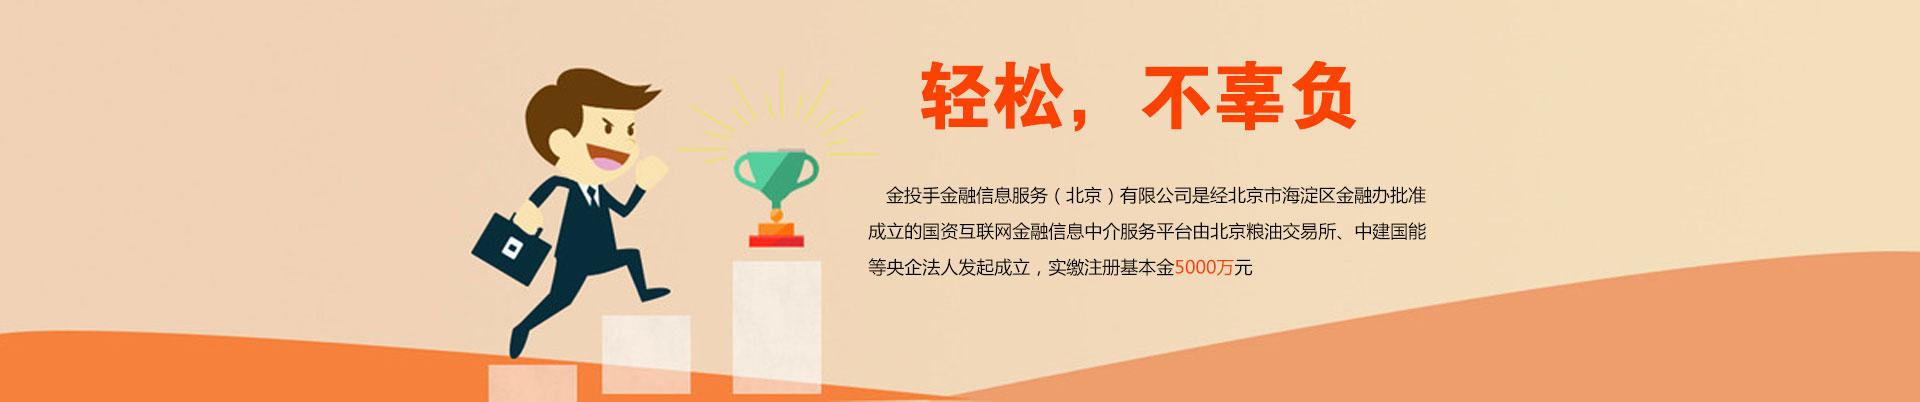 轻松，不辜负
金投手金融信息服务（北京）有限公司是经北京市海淀区金融办批准
成立的国资互联网金融信息中介服务平台由北京粮油交易所、中建国能
等央企法人发起成立，实缴注册基本金5000万元